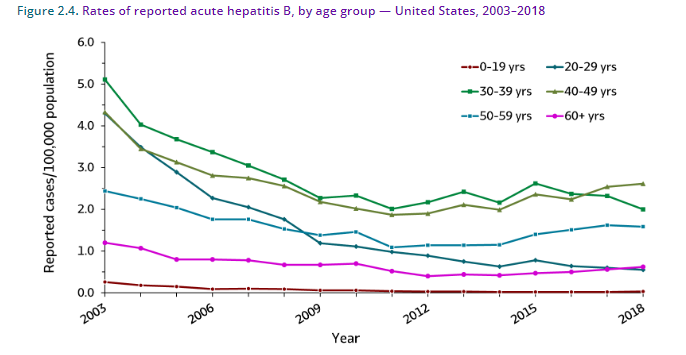 Figure 2.4. Rates of reported acute hepatitis B, by age group — United States, 2003–2018
Reported cases/100,000 population
6.0
5.0
4.0
3.0
2.0
1.0
0.0
0-19 yrs
20-29 yrs
30-39 yrs
40-49 yrs
50-59 yrs
60+ yrs
2003
2006
2009
2012
2015
2018
Year